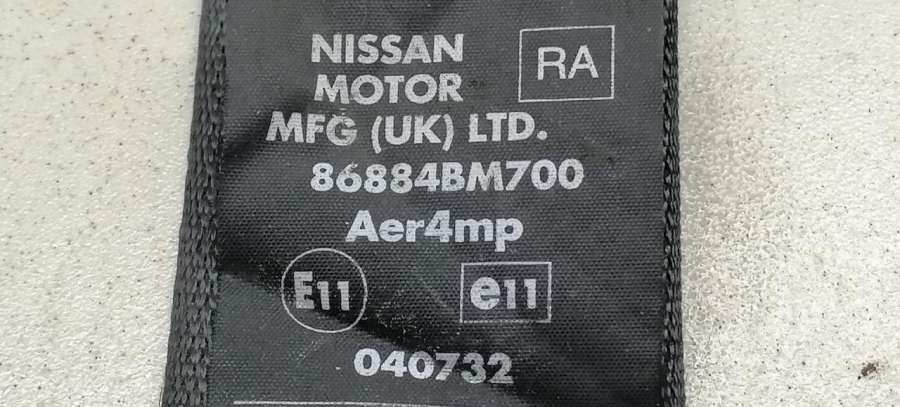 NISSAN
MOTOR
RA
MFG (UK) LTD.
86884BM700
Aer4mp
E11
e11
040732